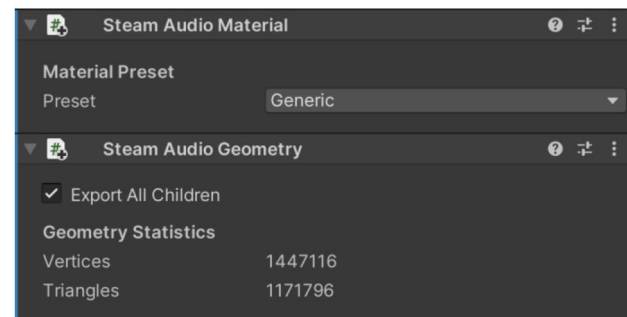 Steam Audio Material
Material Preset
Preset Generic
Steam Audio Geometry
Export All Children
Geometry Statistics
Vertices 1447116
Triangles 1171796